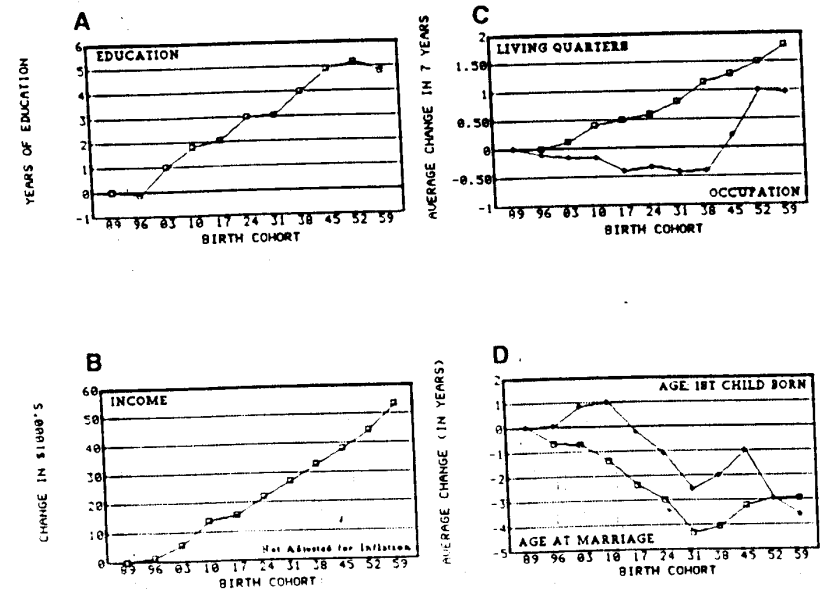 A
EDUCATION
YEARS OF EDUCATION
6
5
4
3
2
1
0
-1
89 96 03 10 17 24 31 38 45 52 59
BIRTH COHORT
C
LIVING QUARTERS
AVERAGE CHANGE IN 7 YEARS
2
1.50
1
0.50
0
-0.50
-1
OCCUPATION
89 96 03 10 17 24 31 38 45 52 59
BIRTH COHORT
B
INCOME
CHANGE IN $1000'S
60
50
40
30
20
10
0
Not Adjusted for Inflation
89 96 03 10 17 24 31 38 45 52 59
BIRTH COHORT
D
AGE 1ST CHILD BORN
AVERAGE CHANGE (IN YEARS)
2
1
0
-1
-2
-3
-4
-5
AGE AT MARRIAGE
89 96 03 10 17 24 31 38 45 52 59
BIRTH COHORT